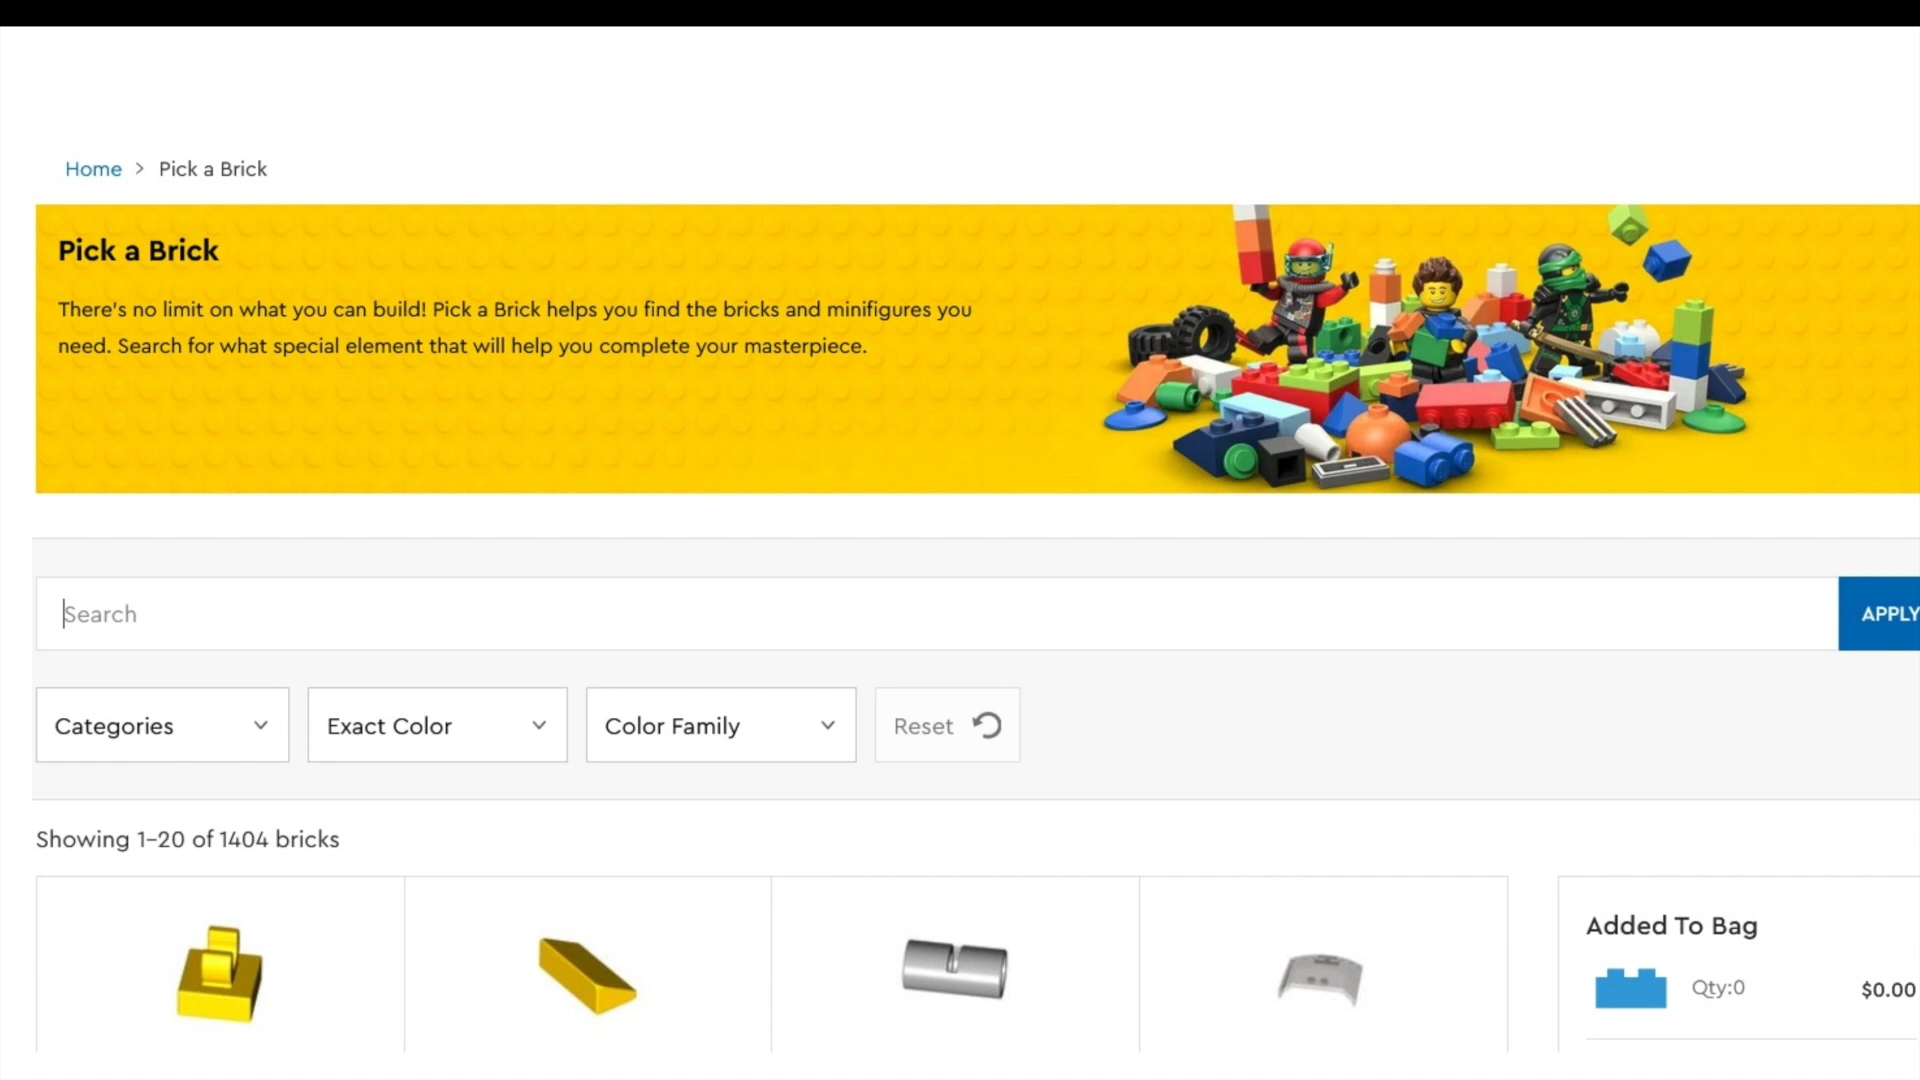 Home > Pick a Brick
Pick a Brick
There's no limit on what you can build! Pick a Brick helps you find the bricks and minifigures you
need. Search for what special element that will help you complete your masterpiece.
Search
APPLY
Categories
Exact Color
Color Family
Reset
Showing 1-20 of 1404 bricks
Added To Bag
Qty:0
$0.00